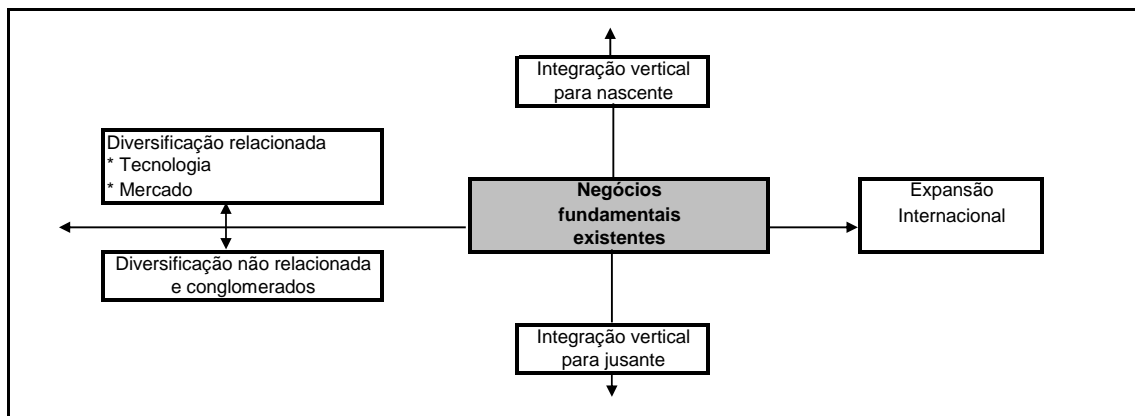 Integração vertical
para nascente
Diversificação relacionada
* Tecnologia
* Mercado
Negócios
fundamentais
existentes
Expansão
Internacional
Diversificação não relacionada
e conglomerados
Integração vertical
para jusante